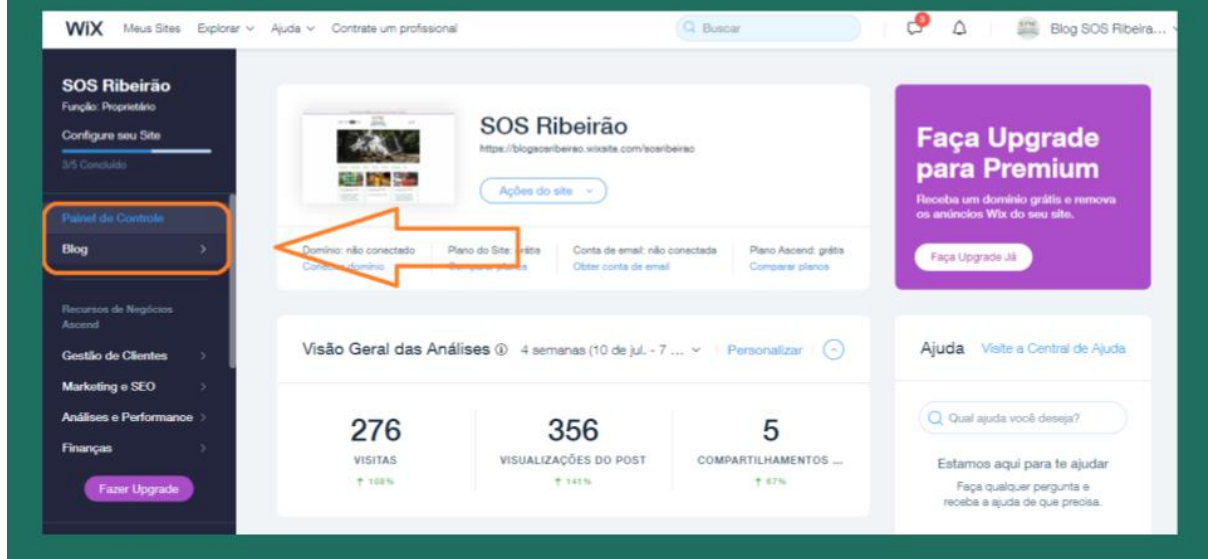 WiX Meus Sites Explorar Ajuda Contrate um profissional Buscar 3 Blog SOS Ribeira...
SOS Ribeirão
Função: Proprietário
Configure seu Site
3/5 Concluído
Painel de Controle
Blog
Recursos de Negócios
Ascend
Gestão de Clientes
Marketing e SEO
Análises e Performance
Finanças
Fazer Upgrade
SOS Ribeirão
https://blogsosribeirao.wixsite.com/sosribeirao
Ações do site
Domínio: não conectado Plano do Site: grátis Conta de email: não conectada Plano Ascend: grátis
Conectar domínio Comparar planos Obter conta de email Comparar planos
Faça Upgrade
para Premium
Receba um domínio grátis e remova
os anúncios Wix do seu site.
Faça Upgrade Já
Visão Geral das Análises 4 semanas (10 de jul. - 7 ... Personalizar
276 356 5
VISITAS VISUALIZAÇÕES DO POST COMPARTILHAMENTOS ...
↑ 108% ↑ 141% ↑ 67%
Ajuda Visite a Central de Ajuda
Qual ajuda você deseja?
Estamos aqui para te ajudar
Faça qualquer pergunta e
receba a ajuda de que precisa.